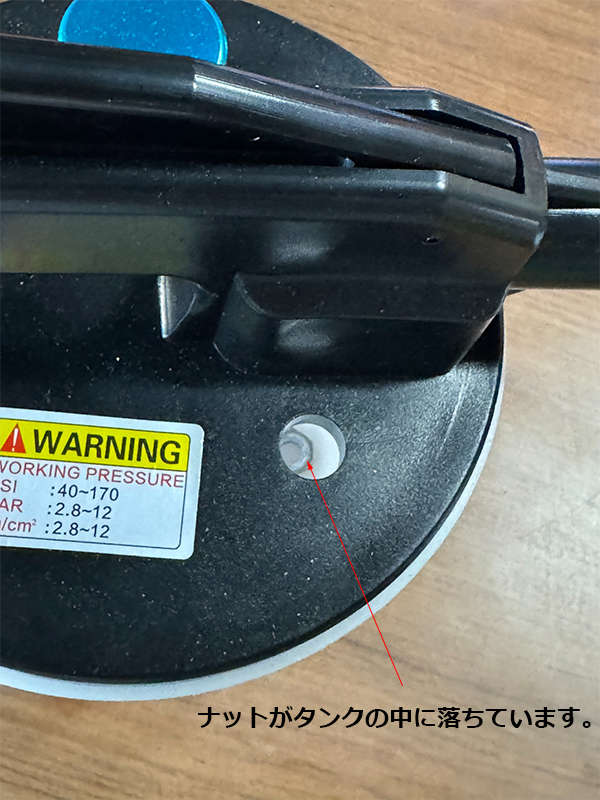 WARNING
WORKING PRESSURE
SI :40~170
AR :2.8~12
g/cm² :2.8~12
ナットがタンクの中に落ちています。